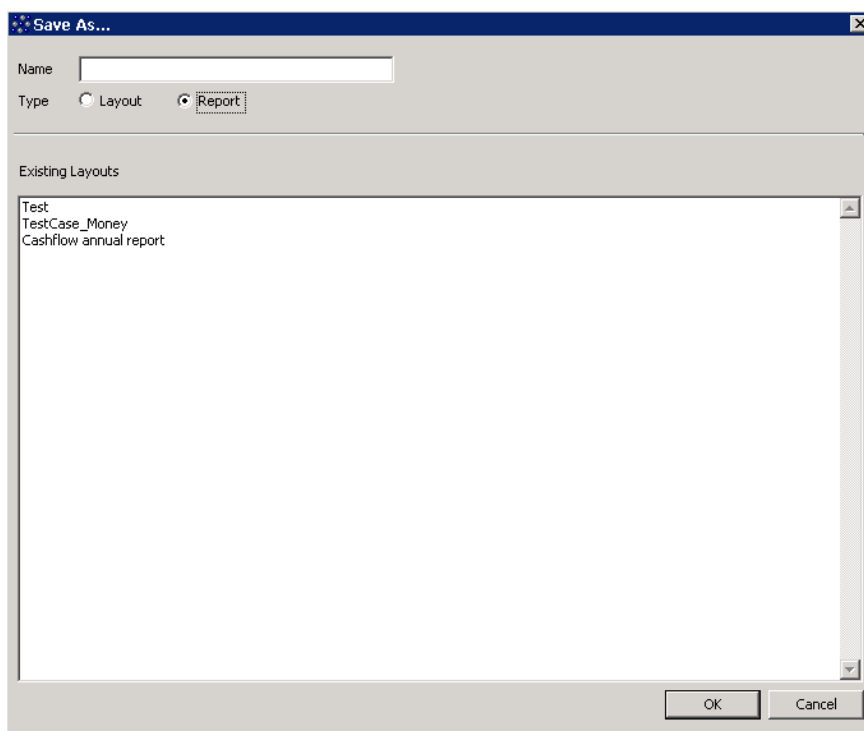 Save As...
Name
Type Layout Report
Existing Layouts
Test
TestCase_Money
Cashflow annual report
OK Cancel